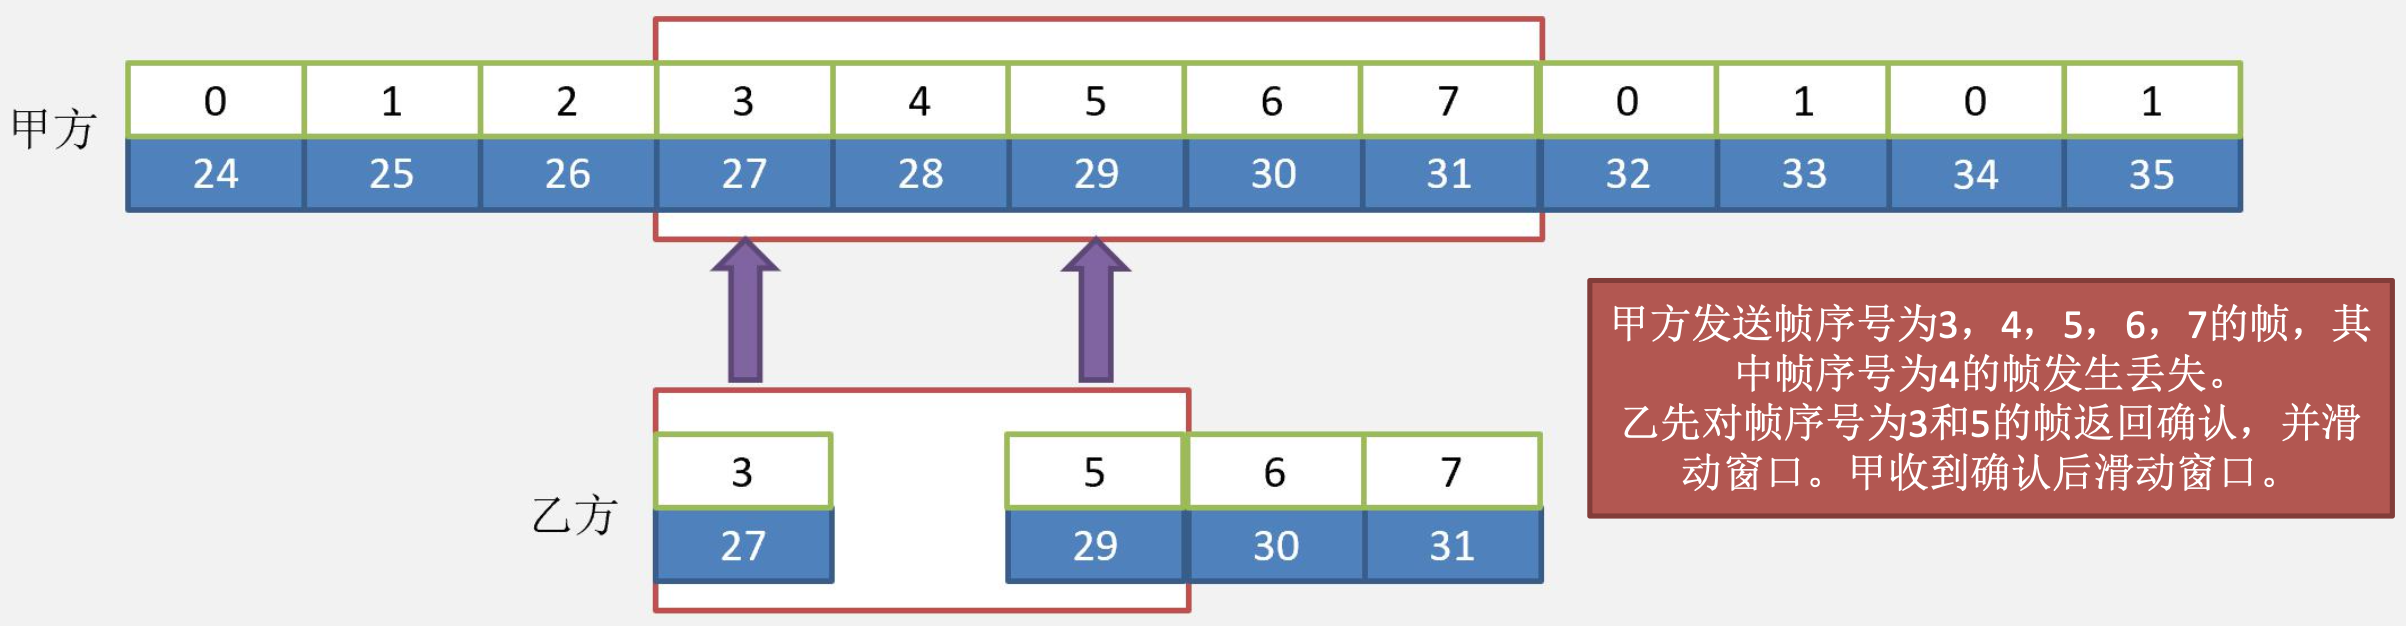 0 1 2 3 4 5 6 7 0 1 0 1
甲方
24 25 26 27 28 29 30 31 32 33 34 35
甲方发送帧序号为3，4，5，6，7的帧，其
中帧序号为4的帧发生丢失。
乙先对帧序号为3和5的帧返回确认，并滑
动窗口。甲收到确认后滑动窗口。
3 5 6 7
乙方
27 29 30 31